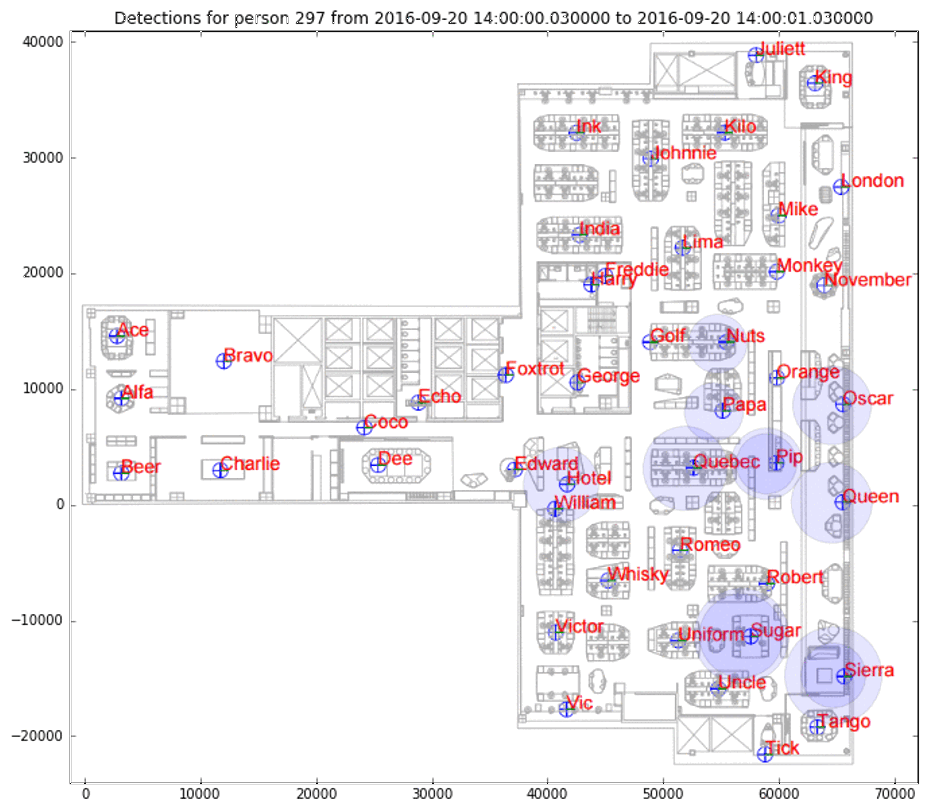 Detections for person 297 from 2016-09-20 14:00:00.030000 to 2016-09-20 14:00:01.030000
40000
Juliett
King
Ink
Kilo
30000
Johnnie
London
Mike
India
Lima
20000
Freddie
Monkey
Harry
November
Ace
Golf
Nuts
Bravo
Foxtrot
George
Orange
10000
Alfa
Echo
Papa
Oscar
Coco
Dee
Pip
Beer
Charlie
Edward
Quebec
Hotel
0
William
Queen
Romeo
Whisky
Robert
-10000
Victor
Uniform
Sugar
Sierra
Uncle
Vic
-20000
Tango
Tick
0 10000 20000 30000 40000 50000 60000 70000